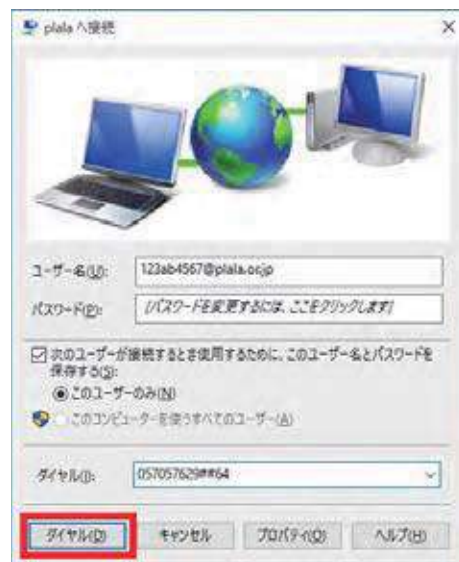 plala へ接続
ユーザー名(U):
123ab4567@plala.or.jp
パスワード(P):
[パスワードを変更するには、ここをクリックします]
次のユーザーが接続するとき使用するために、このユーザー名とパスワードを
保存する(S):
このユーザーのみ(N)
このコンピューターを使うすべてのユーザー(A)
ダイヤル(I):
057057629##64
ダイヤル(D)
キャンセル
プロパティ(O)
ヘルプ(H)